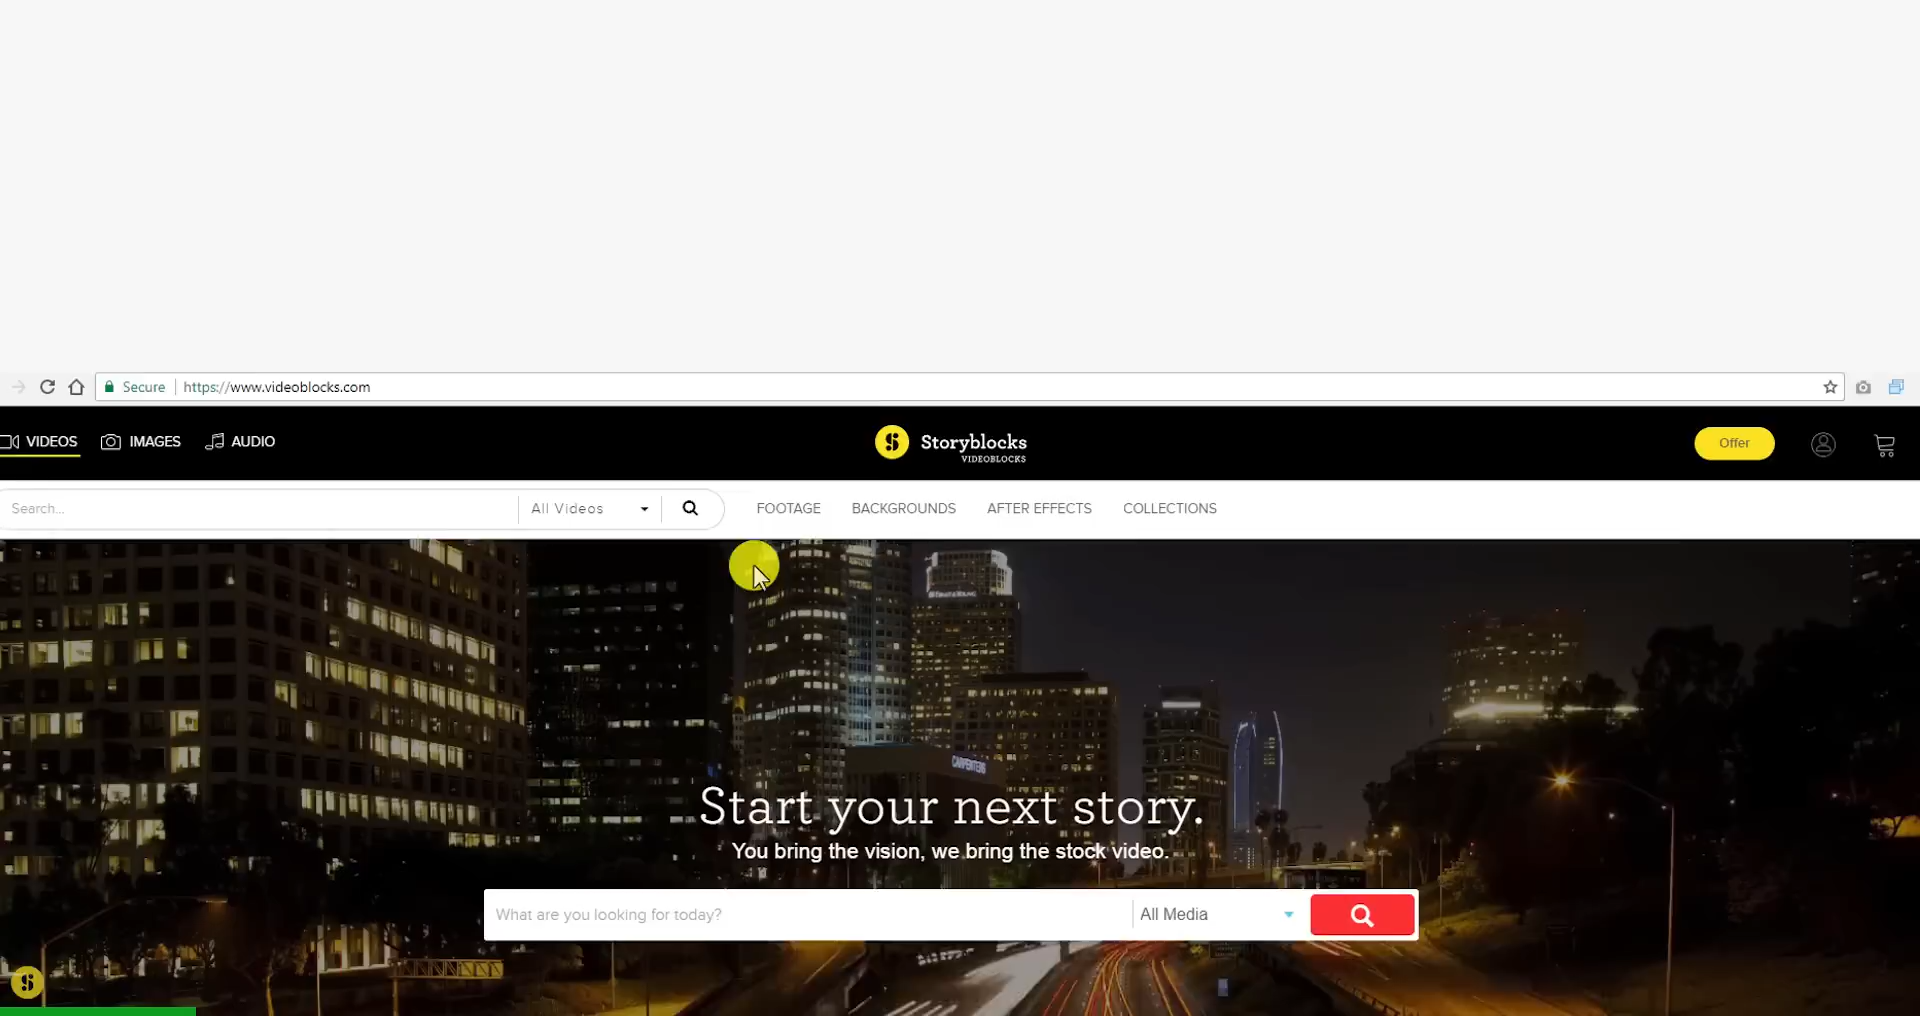 Secure https://www.videoblocks.com
VIDEOS IMAGES AUDIO
Storyblocks
VIDEOBLOCKS
Offer
Search... All Videos FOOTAGE BACKGROUNDS AFTER EFFECTS COLLECTIONS
CARPENTERS
Start your next story.
You bring the vision, we bring the stock video.
What are you looking for today? All Media